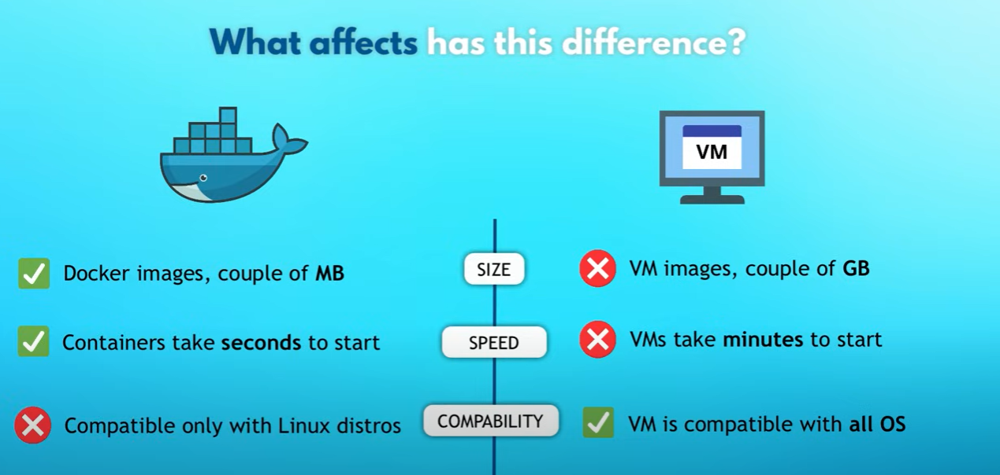 What affects has this difference?
VM
Docker images, couple of MB
SIZE
VM images, couple of GB
Containers take seconds to start
SPEED
VMs take minutes to start
Compatible only with Linux distros
COMPABILITY
VM is compatible with all OS